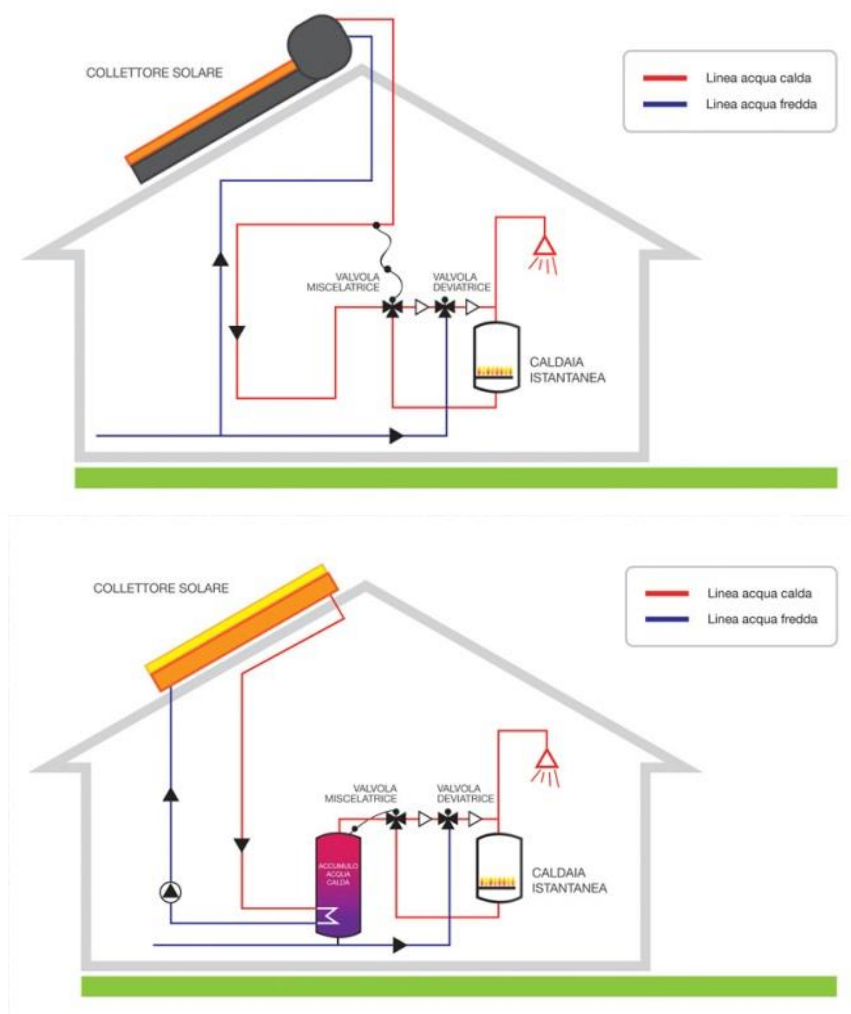 COLLETTORE SOLARE
Linea acqua calda
Linea acqua fredda
VALVOLA
MISCELATRICE
VALVOLA
DEVIATRICE
CALDAIA
ISTANTANEA
COLLETTORE SOLARE
Linea acqua calda
Linea acqua fredda
VALVOLA
MISCELATRICE
VALVOLA
DEVIATRICE
ACCUMULO
ACQUA
CALDA
CALDAIA
ISTANTANEA